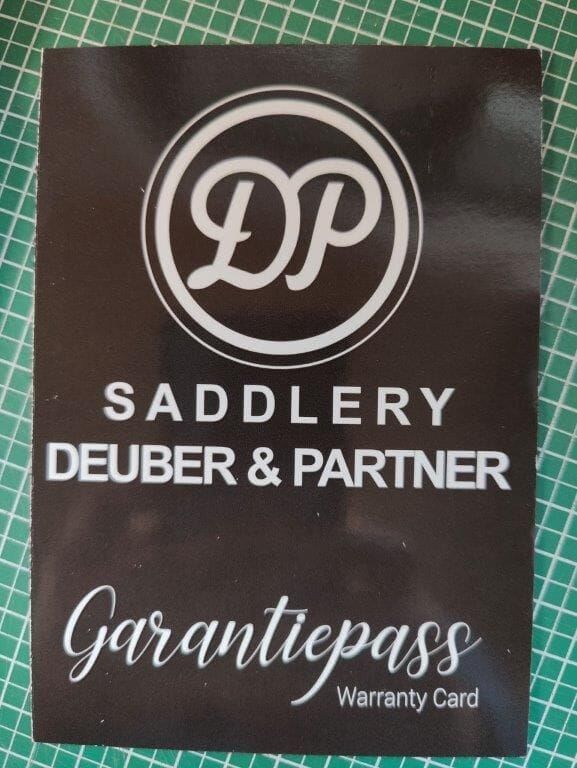 DP
SADDLERY
DEUBER & PARTNER
Garantiepass
Warranty Card